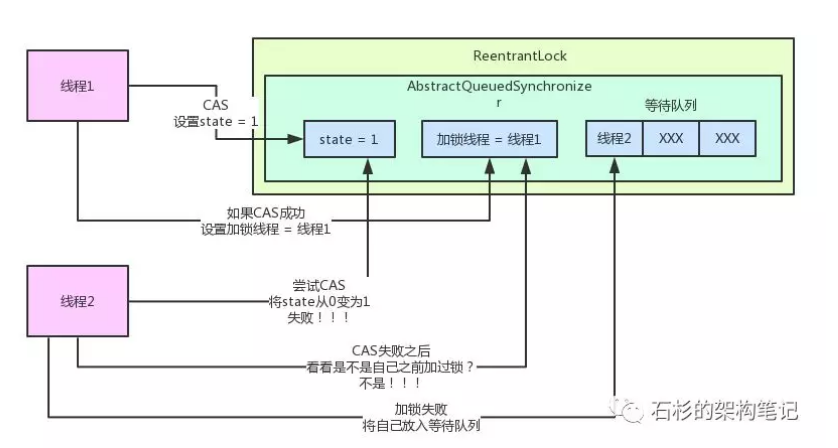 ReentrantLock
AbstractQueuedSynchronize
r
线程1
CAS
设置state = 1
等待队列
state = 1
加锁线程 = 线程1
线程2
XXX
XXX
如果CAS成功
设置加锁线程 = 线程1
线程2
尝试CAS
将state从0变为1
失败！！！
CAS失败之后
看看是不是自己之前加过锁？
不是！！！
加锁失败
将自己放入等待队列
石杉的架构笔记